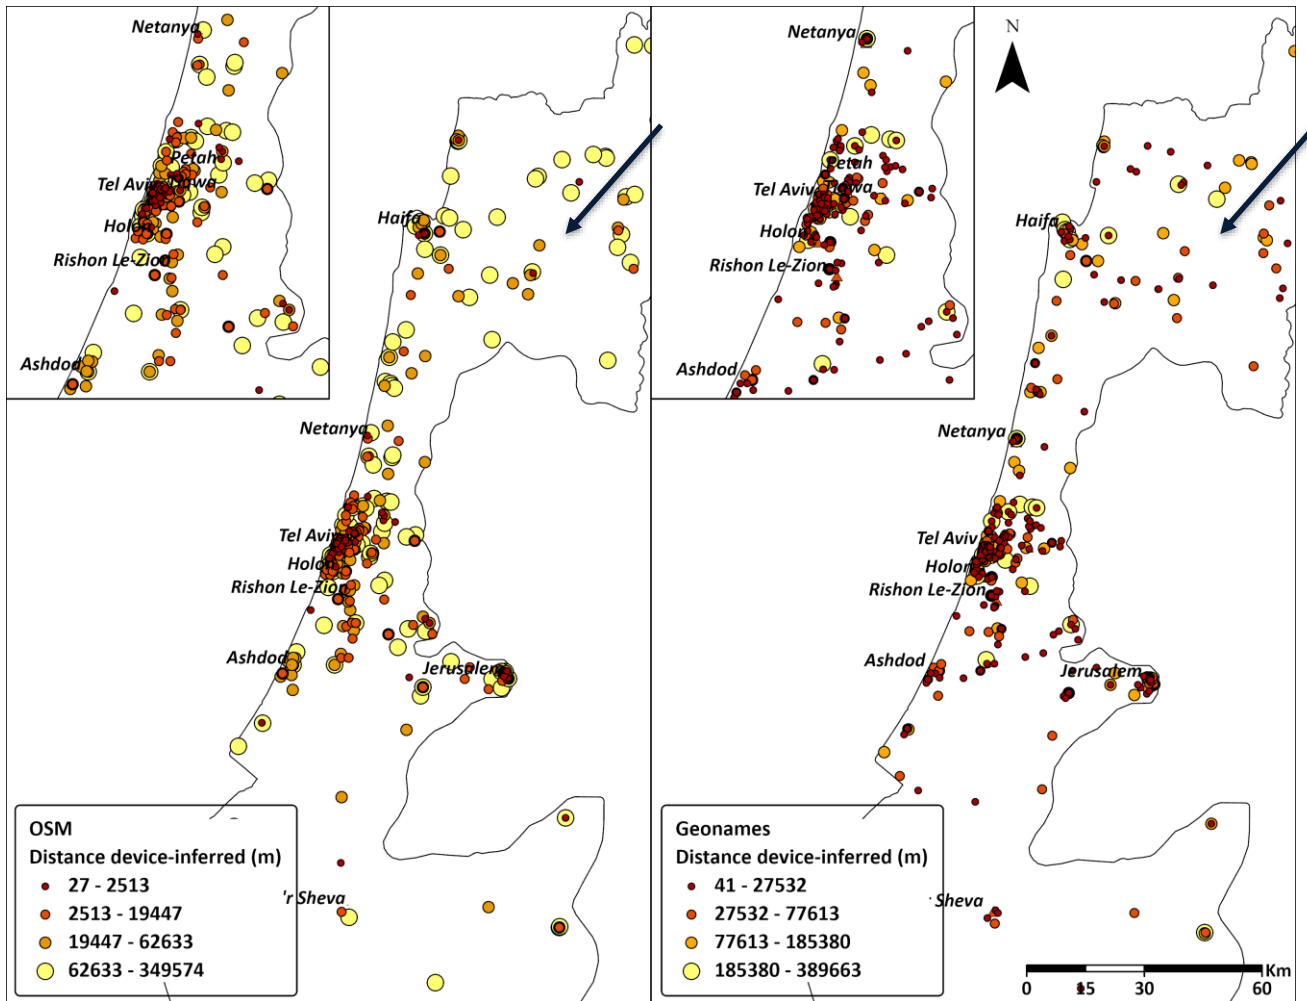 Netanya
Petah
Tel Aviv
Tiqwa
Holon
Rishon Le-Zion
Ashdod
Haifa
Netanya
Tel Aviv
Holon
Rishon Le-Zion
Ashdod
Jerusalem
'r Sheva
OSM
Distance device-inferred (m)
27 - 2513
2513 - 19447
19447 - 62633
62633 - 349574
Netanya
N
Petah
Tel Aviv
Holon
Rishon Le-Zion
Ashdod
Haifa
Netanya
Tel Aviv
Holon
Rishon Le-Zion
Ashdod
Jerusalem
Sheva
Geonames
Distance device-inferred (m)
41 - 27532
27532 - 77613
77613 - 185380
185380 - 389663
Km
0 15 30 60